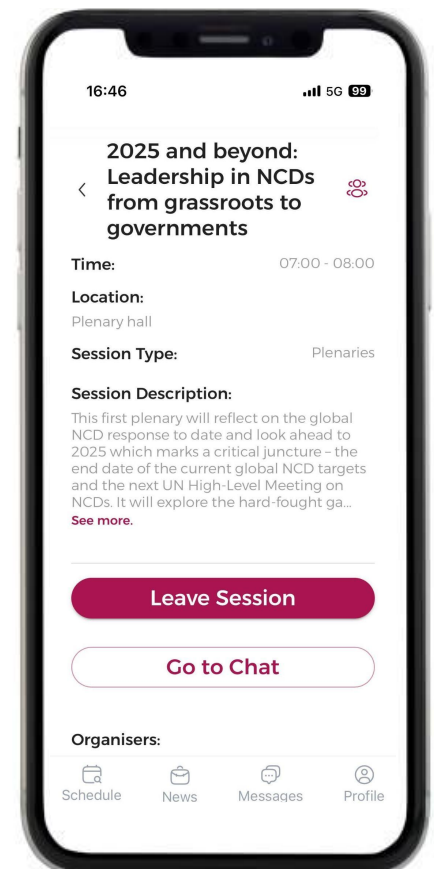 16:46
5G 99
2025 and beyond:
Leadership in NCDs
from grassroots to
governments
Time: 07:00 - 08:00
Location:
Plenary hall
Session Type: Plenaries
Session Description:
This first plenary will reflect on the global
NCD response to date and look ahead to
2025 which marks a critical juncture – the
end date of the current global NCD targets
and the next UN High-Level Meeting on
NCDs. It will explore the hard-fought ga...
See more.
Leave Session
Go to Chat
Organisers:
Schedule News Messages Profile